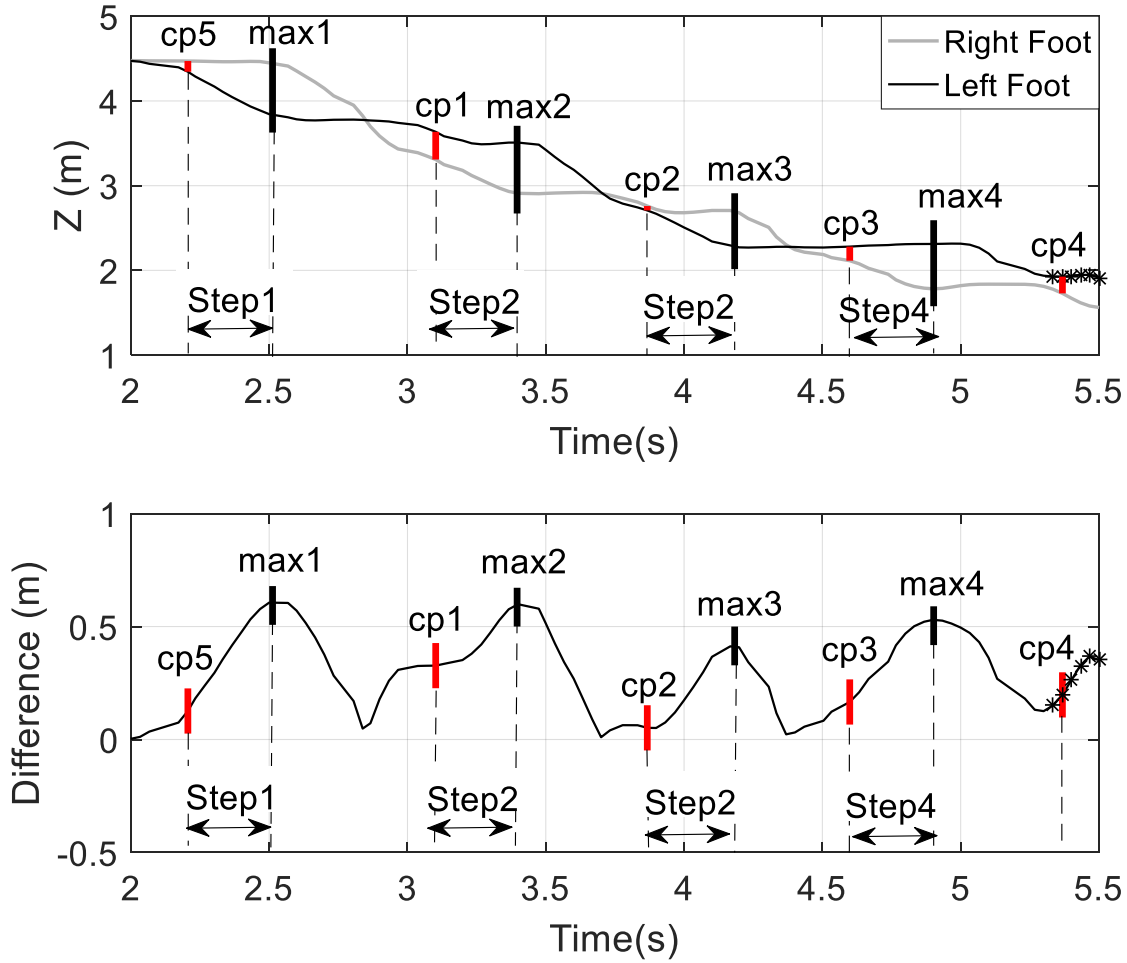 5
4
3
2
1
Z (m)
cp5
max1
cp1
max2
cp2
max3
cp3
max4
cp4
Right Foot
Left Foot
Step1
Step2
Step2
Step4
2
2.5
3
3.5
4
4.5
5
5.5
Time(s)
1
0.5
0
-0.5
Difference (m)
cp5
max1
cp1
max2
cp2
max3
cp3
max4
cp4
Step1
Step2
Step2
Step4
2
2.5
3
3.5
4
4.5
5
5.5
Time(s)